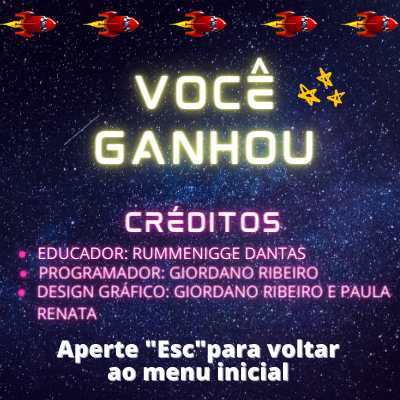 VOCÊ
GANHOU
CRÉDITOS
EDUCADOR: RUMMENIGGE DANTAS
PROGRAMADOR: GIORDANO RIBEIRO
DESIGN GRÁFICO: GIORDANO RIBEIRO E PAULA
RENATA
Aperte "Esc"para voltar
ao menu inicial